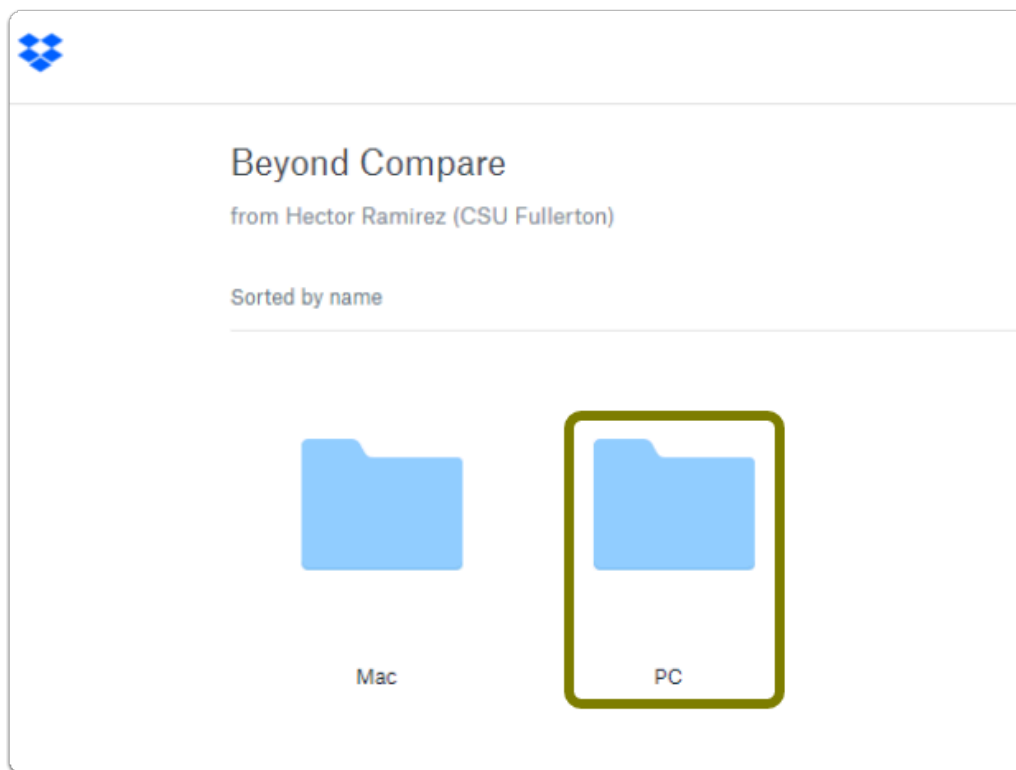 Beyond Compare
from Hector Ramirez (CSU Fullerton)
Sorted by name
Mac
PC